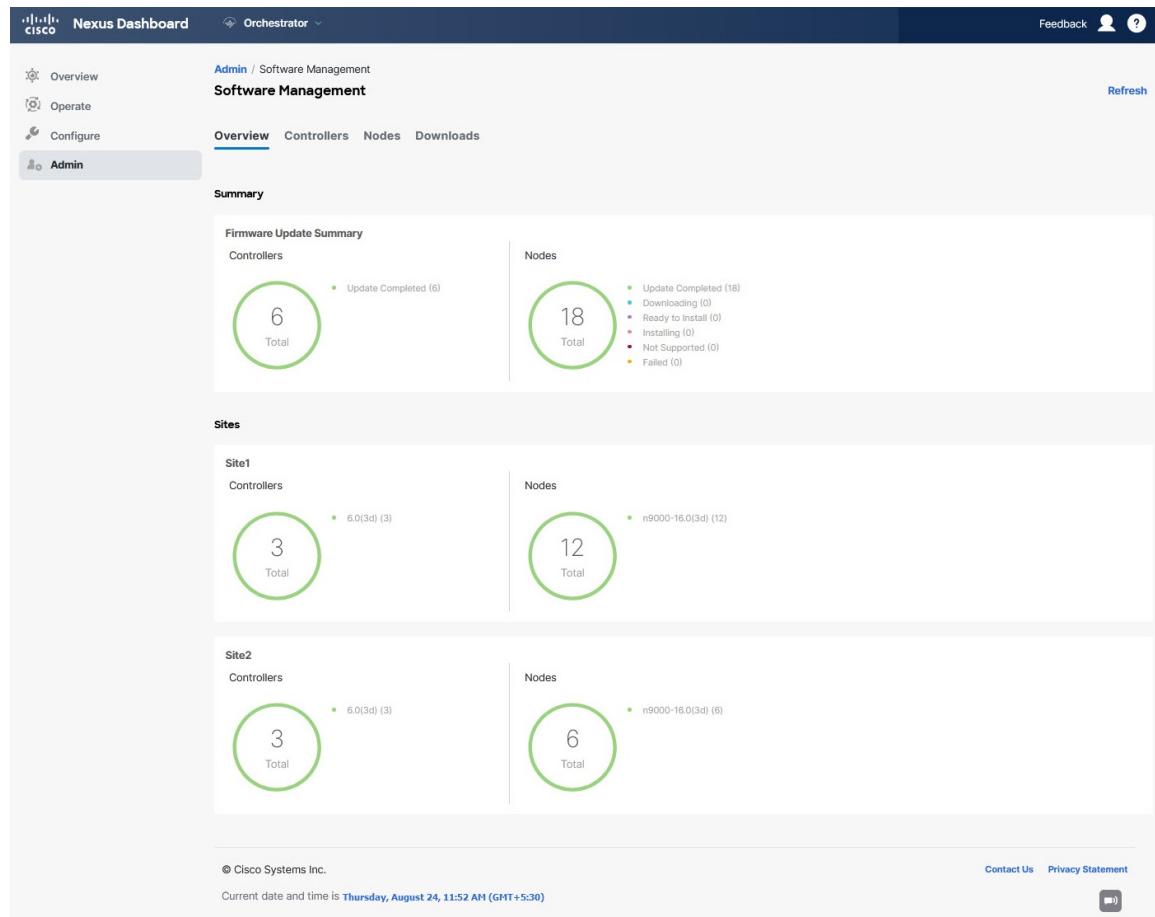 cisco Nexus Dashboard Orchestrator Feedback ?
Overview
Operate
Configure
Admin
Admin / Software Management
Software Management
Refresh
Overview Controllers Nodes Downloads
Summary
Firmware Update Summary
Controllers
6
Total
Update Completed (6)
Nodes
18
Total
Update Completed (18)
Downloading (0)
Ready to Install (0)
Installing (0)
Not Supported (0)
Failed (0)
Sites
Site1
Controllers
3
Total
6.0(3d) (3)
Nodes
12
Total
n9000-16.0(3d) (12)
Site2
Controllers
3
Total
6.0(3d) (3)
Nodes
6
Total
n9000-16.0(3d) (6)
© Cisco Systems Inc.
Contact Us Privacy Statement
Current date and time is Thursday, August 24, 11:52 AM (GMT+5:30)